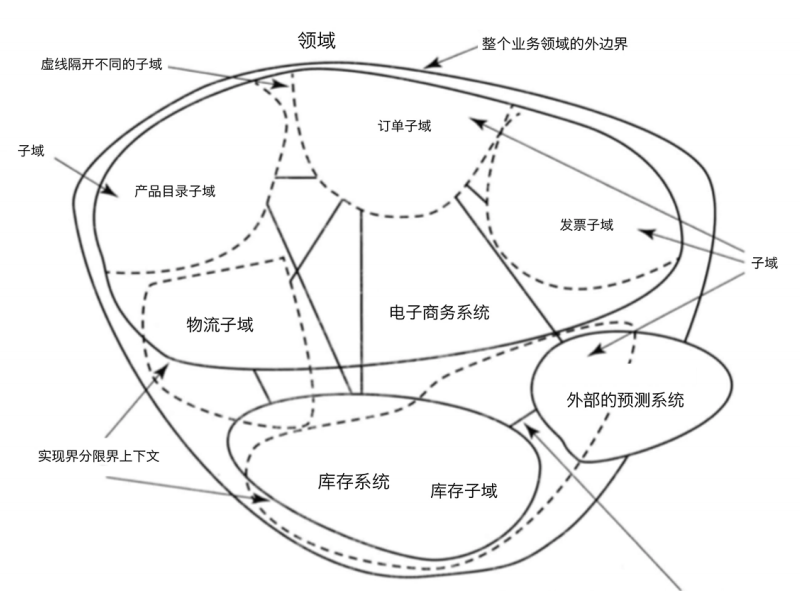 领域
整个业务领域的外边界
虚线隔开不同的子域
订单子域
子域
产品目录子域
发票子域
子域
电子商务系统
物流子域
外部的预测系统
实现界分限界上下文
库存系统
库存子域